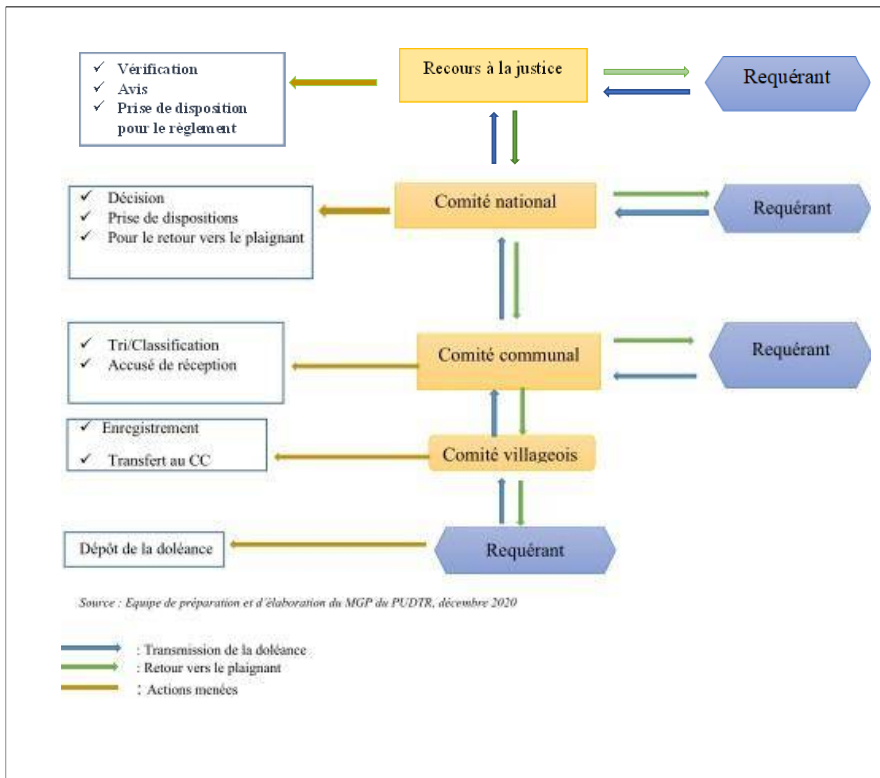 ✓ Vérification
✓ Avis
✓ Prise de disposition
pour le règlement
Recours à la justice
Requérant
✓ Décision
✓ Prise de dispositions
✓ Pour le retour vers le plaignant
Comité national
Requérant
✓ Tri/Classification
✓ Accusé de réception
Comité communal
Requérant
✓ Enregistrement
✓ Transfert au CC
Comité villageois
Dépôt de la doléance
Requérant
Source : Equipe de préparation et d'élaboration du MGP du PUDTR, décembre 2020
: Transmission de la doléance
: Retour vers le plaignant
: Actions menées